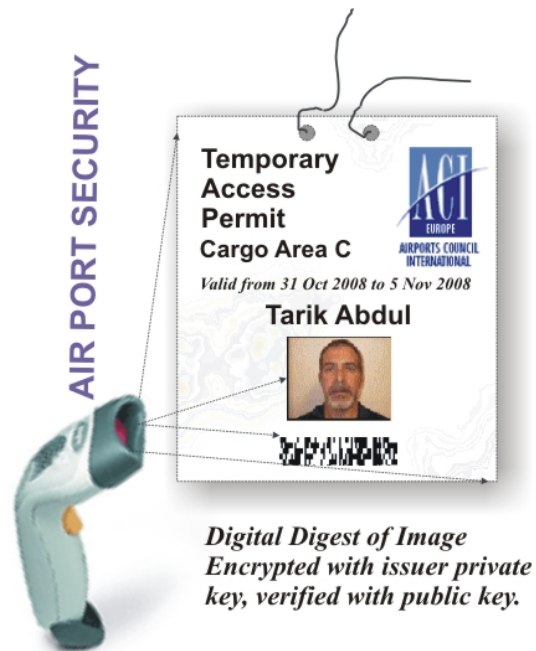 AIR PORT SECURITY
Temporary
Access
Permit
Cargo Area C
ACI
EUROPE
AIRPORTS COUNCIL
INTERNATIONAL
Valid from 31 Oct 2008 to 5 Nov 2008
Tarik Abdul
Digital Digest of Image
Encrypted with issuer private
key, verified with public key.